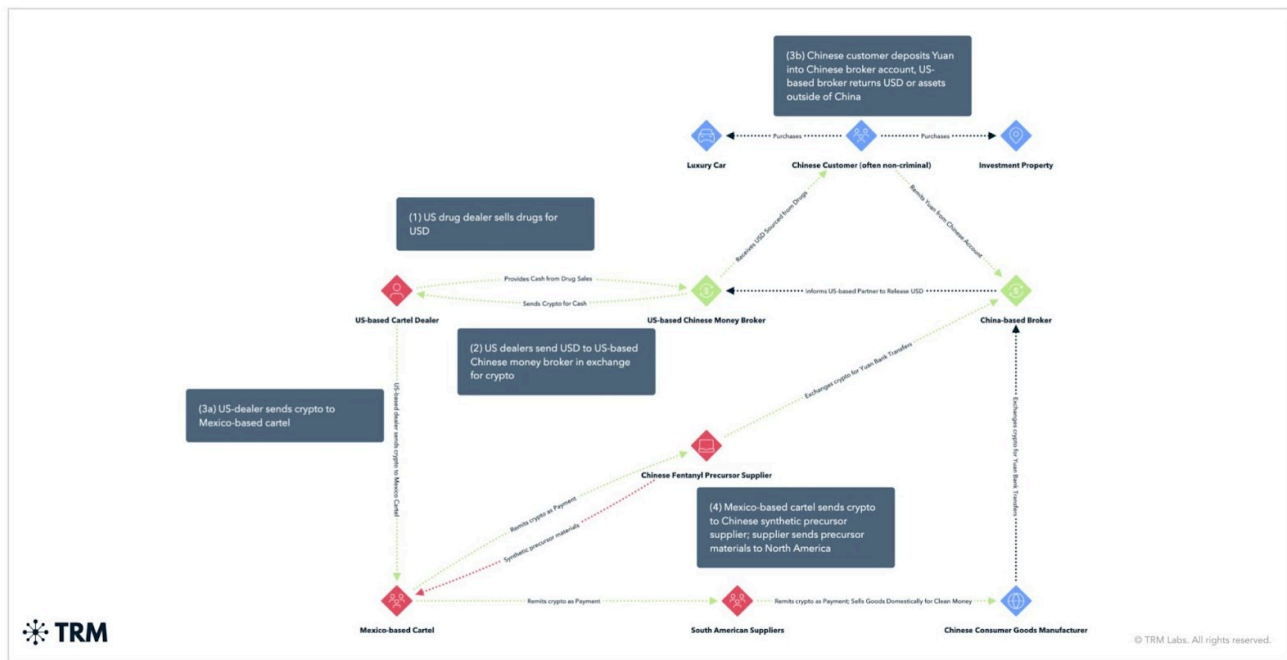 (3b) Chinese customer deposits Yuan
into Chinese broker account, US-
based broker returns USD or assets
outside of China
Purchases
Purchases
Luxury Car
Chinese Customer (often non-criminal)
Investment Property
(1) US drug dealer sells drugs for
USD
Receives USD Sourced from Drugs
Remits Yuan from Chinese Account
Provides Cash from Drug Sales
Informs US-based Partner to Release USD
Sends Crypto for Cash
US-based Cartel Dealer
US-based Chinese Money Broker
China-based Broker
(2) US dealers send USD to US-based
Chinese money broker in exchange
for crypto
Exchanges crypto for Yuan Bank Transfers
(3a) US-dealer sends crypto to
Mexico-based cartel
US-based dealer sends crypto to Mexico Cartel
Exchanges crypto for Yuan Bank Transfers
Chinese Fentanyl Precursor Supplier
Remits crypto as Payment
Synthetic precursor materials
(4) Mexico-based cartel sends crypto
to Chinese synthetic precursor
supplier; supplier sends precursor
materials to North America
Remits crypto as Payment
Remits crypto as Payment; Sells Goods Domestically for Clean Money
Mexico-based Cartel
South American Suppliers
Chinese Consumer Goods Manufacturer
TRM
© TRM Labs. All rights reserved.